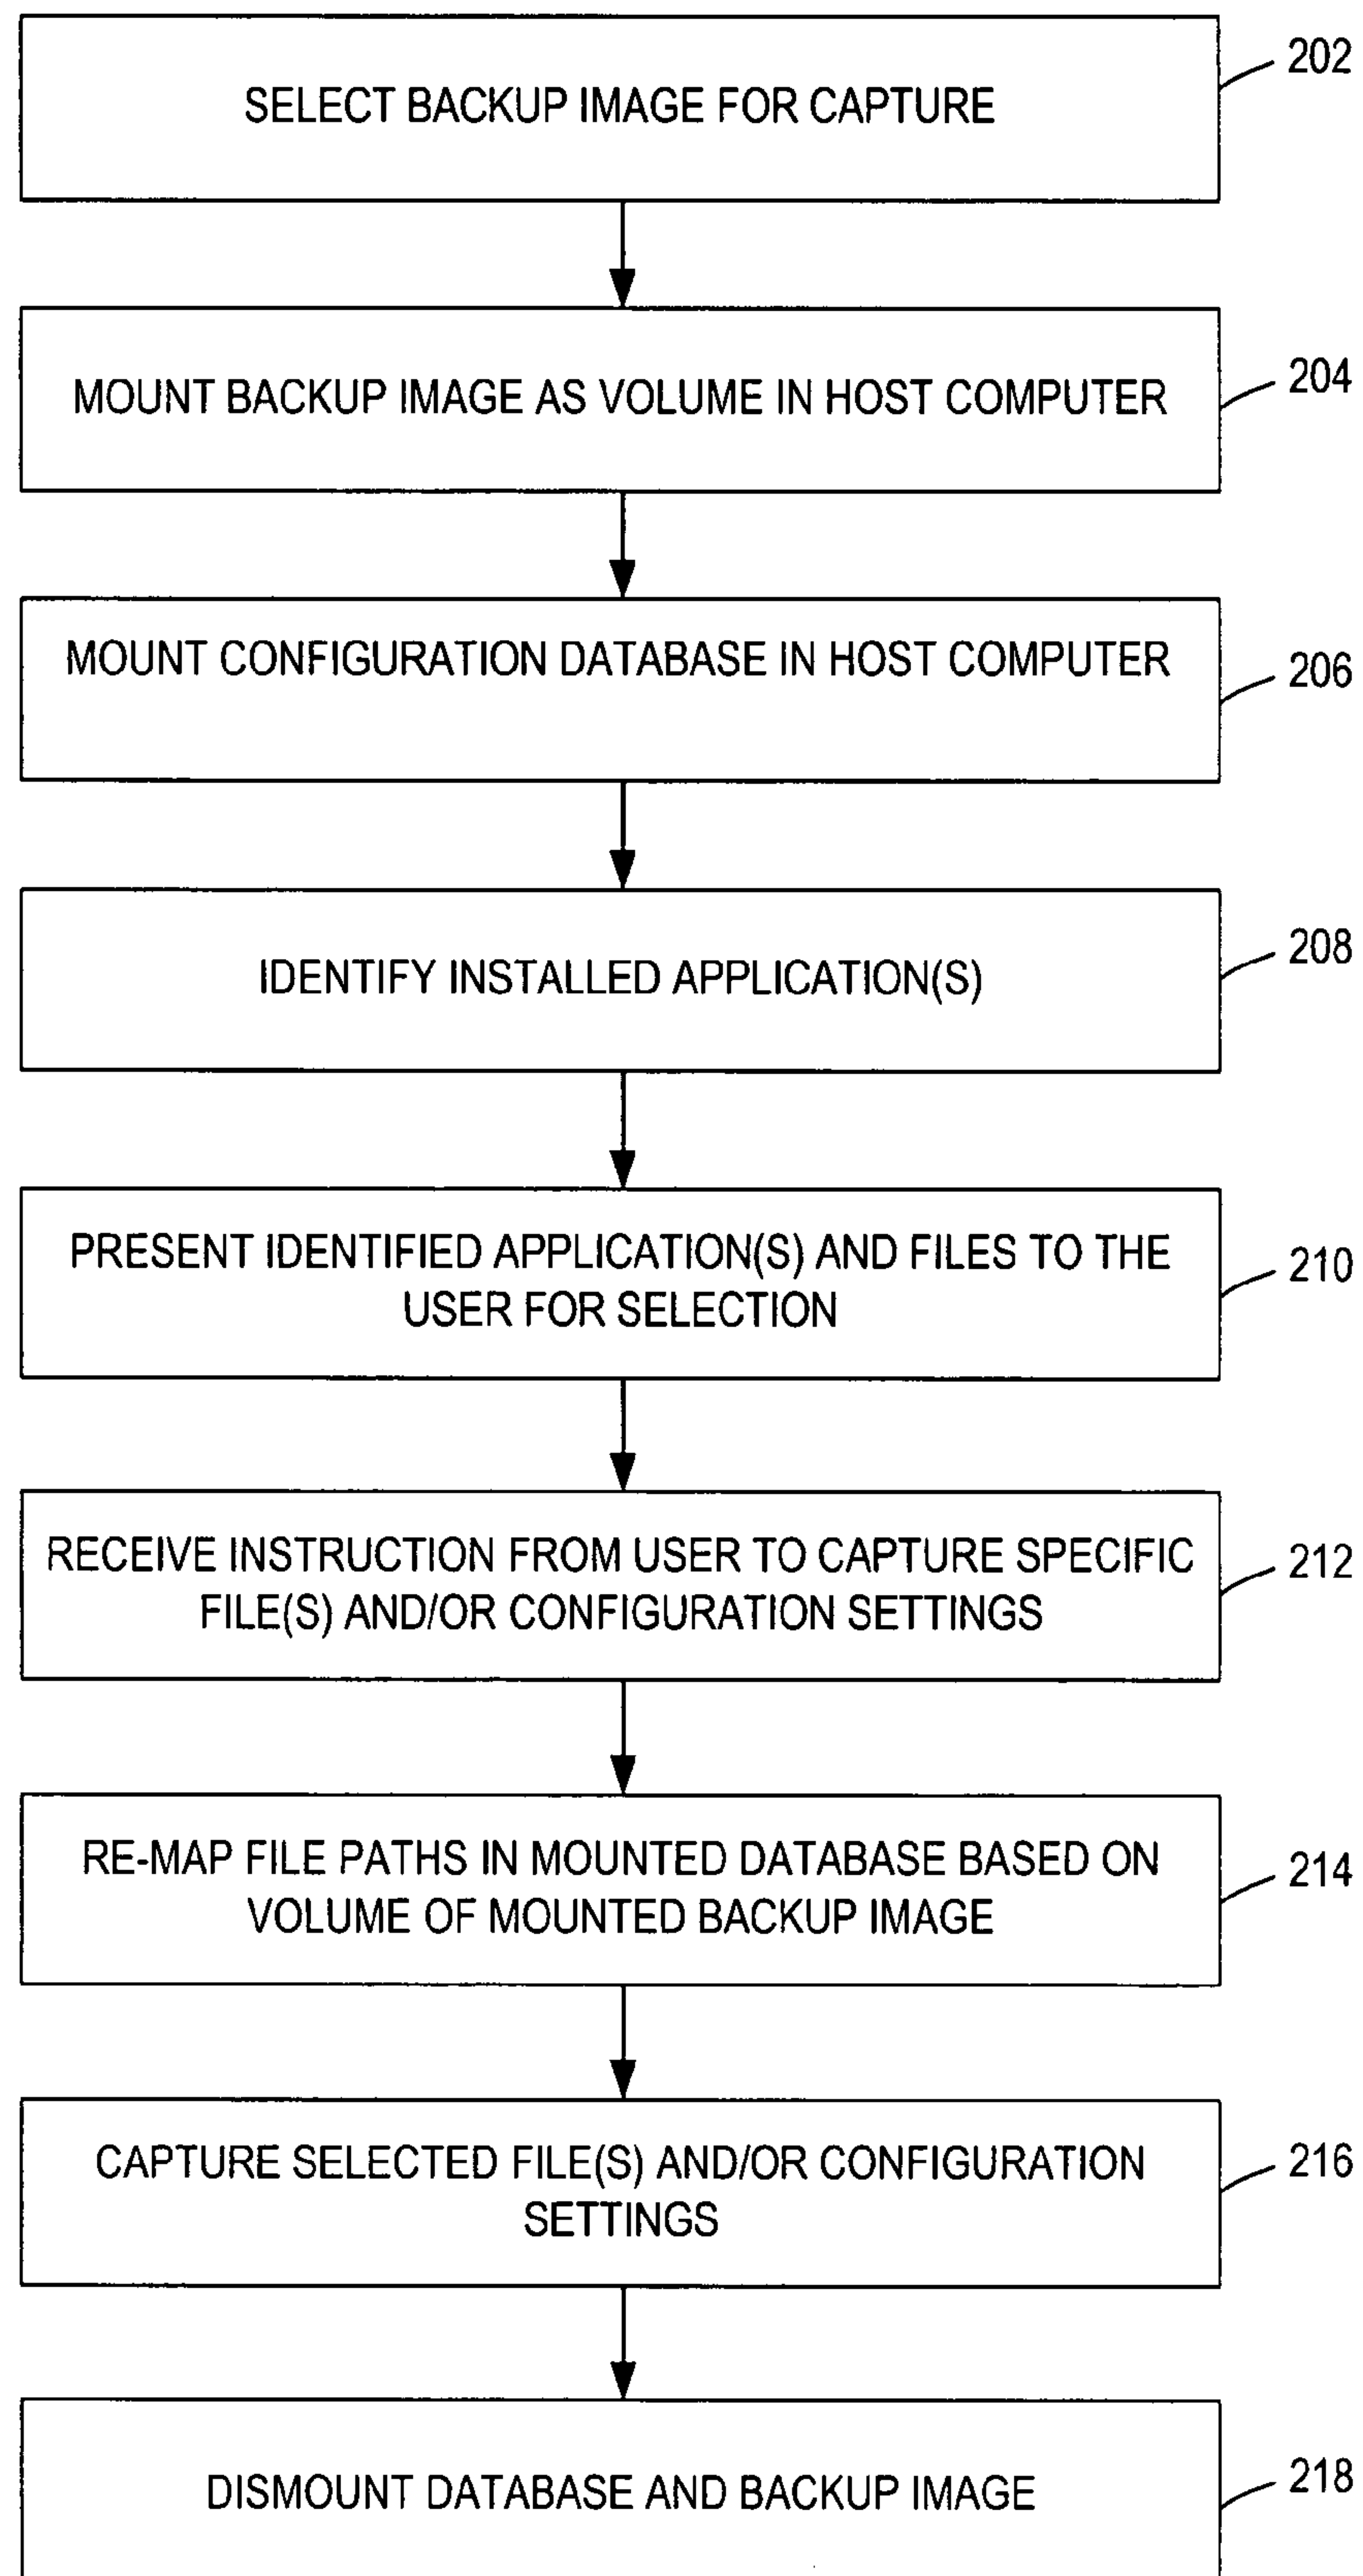 SELECT BACKUP IMAGE FOR CAPTURE
202
MOUNT BACKUP IMAGE AS VOLUME IN HOST COMPUTER
204
MOUNT CONFIGURATION DATABASE IN HOST COMPUTER
206
IDENTIFY INSTALLED APPLICATION(S)
208
PRESENT IDENTIFIED APPLICATION(S) AND FILES TO THE
USER FOR SELECTION
210
RECEIVE INSTRUCTION FROM USER TO CAPTURE SPECIFIC
FILE(S) AND/OR CONFIGURATION SETTINGS
212
RE-MAP FILE PATHS IN MOUNTED DATABASE BASED ON
VOLUME OF MOUNTED BACKUP IMAGE
214
CAPTURE SELECTED FILE(S) AND/OR CONFIGURATION
SETTINGS
216
DISMOUNT DATABASE AND BACKUP IMAGE
218